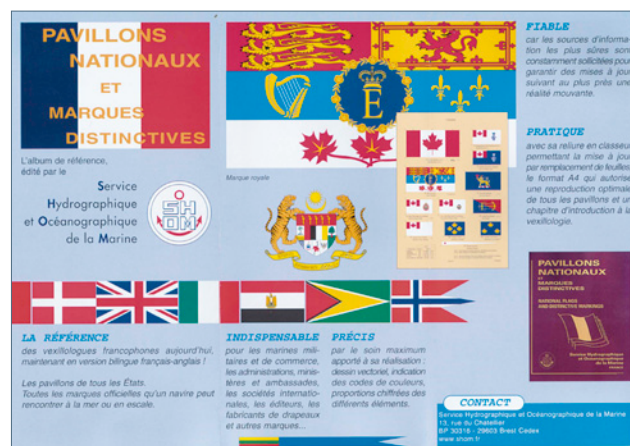 PAVILLONS
NATIONAUX
ET
MARQUES
DISTINCTIVES
L'album de référence,
édité par le
Service
Hydrographique
et Océanographique
de la Marine
SHOM
Marque royale
E
FIABLE
car les sources d'informa-
tion les plus sûres sont
constamment sollicitées pour
garantir des mises à jour
suivant au plus près une
réalité mouvante.
PRATIQUE
avec sa reliure en classeur
permettant la mise à jour
par remplacement de feuilles,
le format A4 qui autorise
une reproduction optimale
de tous les pavillons et un
chapitre d'introduction à la
vexillologie.
PAVILLONS
NATIONAUX
ET
MARQUES
DISTINCTIVES
NATIONAL FLAGS
AND DISTINCTIVE MARKINGS
Service Hydrographique
et Océanographique
de la Marine
LA RÉFÉRENCE
des vexillologues francophones aujourd'hui,
maintenant en version bilingue français-anglais !
Les pavillons de tous les États.
Toutes les marques officielles qu'un navire peut
rencontrer à la mer ou en escale.
INDISPENSABLE
pour les marines mili-
taires et de commerce,
les administrations, minis-
tères et ambassades,
les sociétés internatio-
nales, les éditeurs, les
fabricants de drapeaux
et autres marques...
PRÉCIS
par le soin maximum
apporté à sa réalisation :
dessin vectoriel, indication
des codes de couleurs,
proportions chiffrées des
différents éléments.
CONTACT
Service Hydrographique et Océanographique de la Marine
13, rue du Chatellier
BP 30316 - 29603 Brest Cedex
www.shom.fr